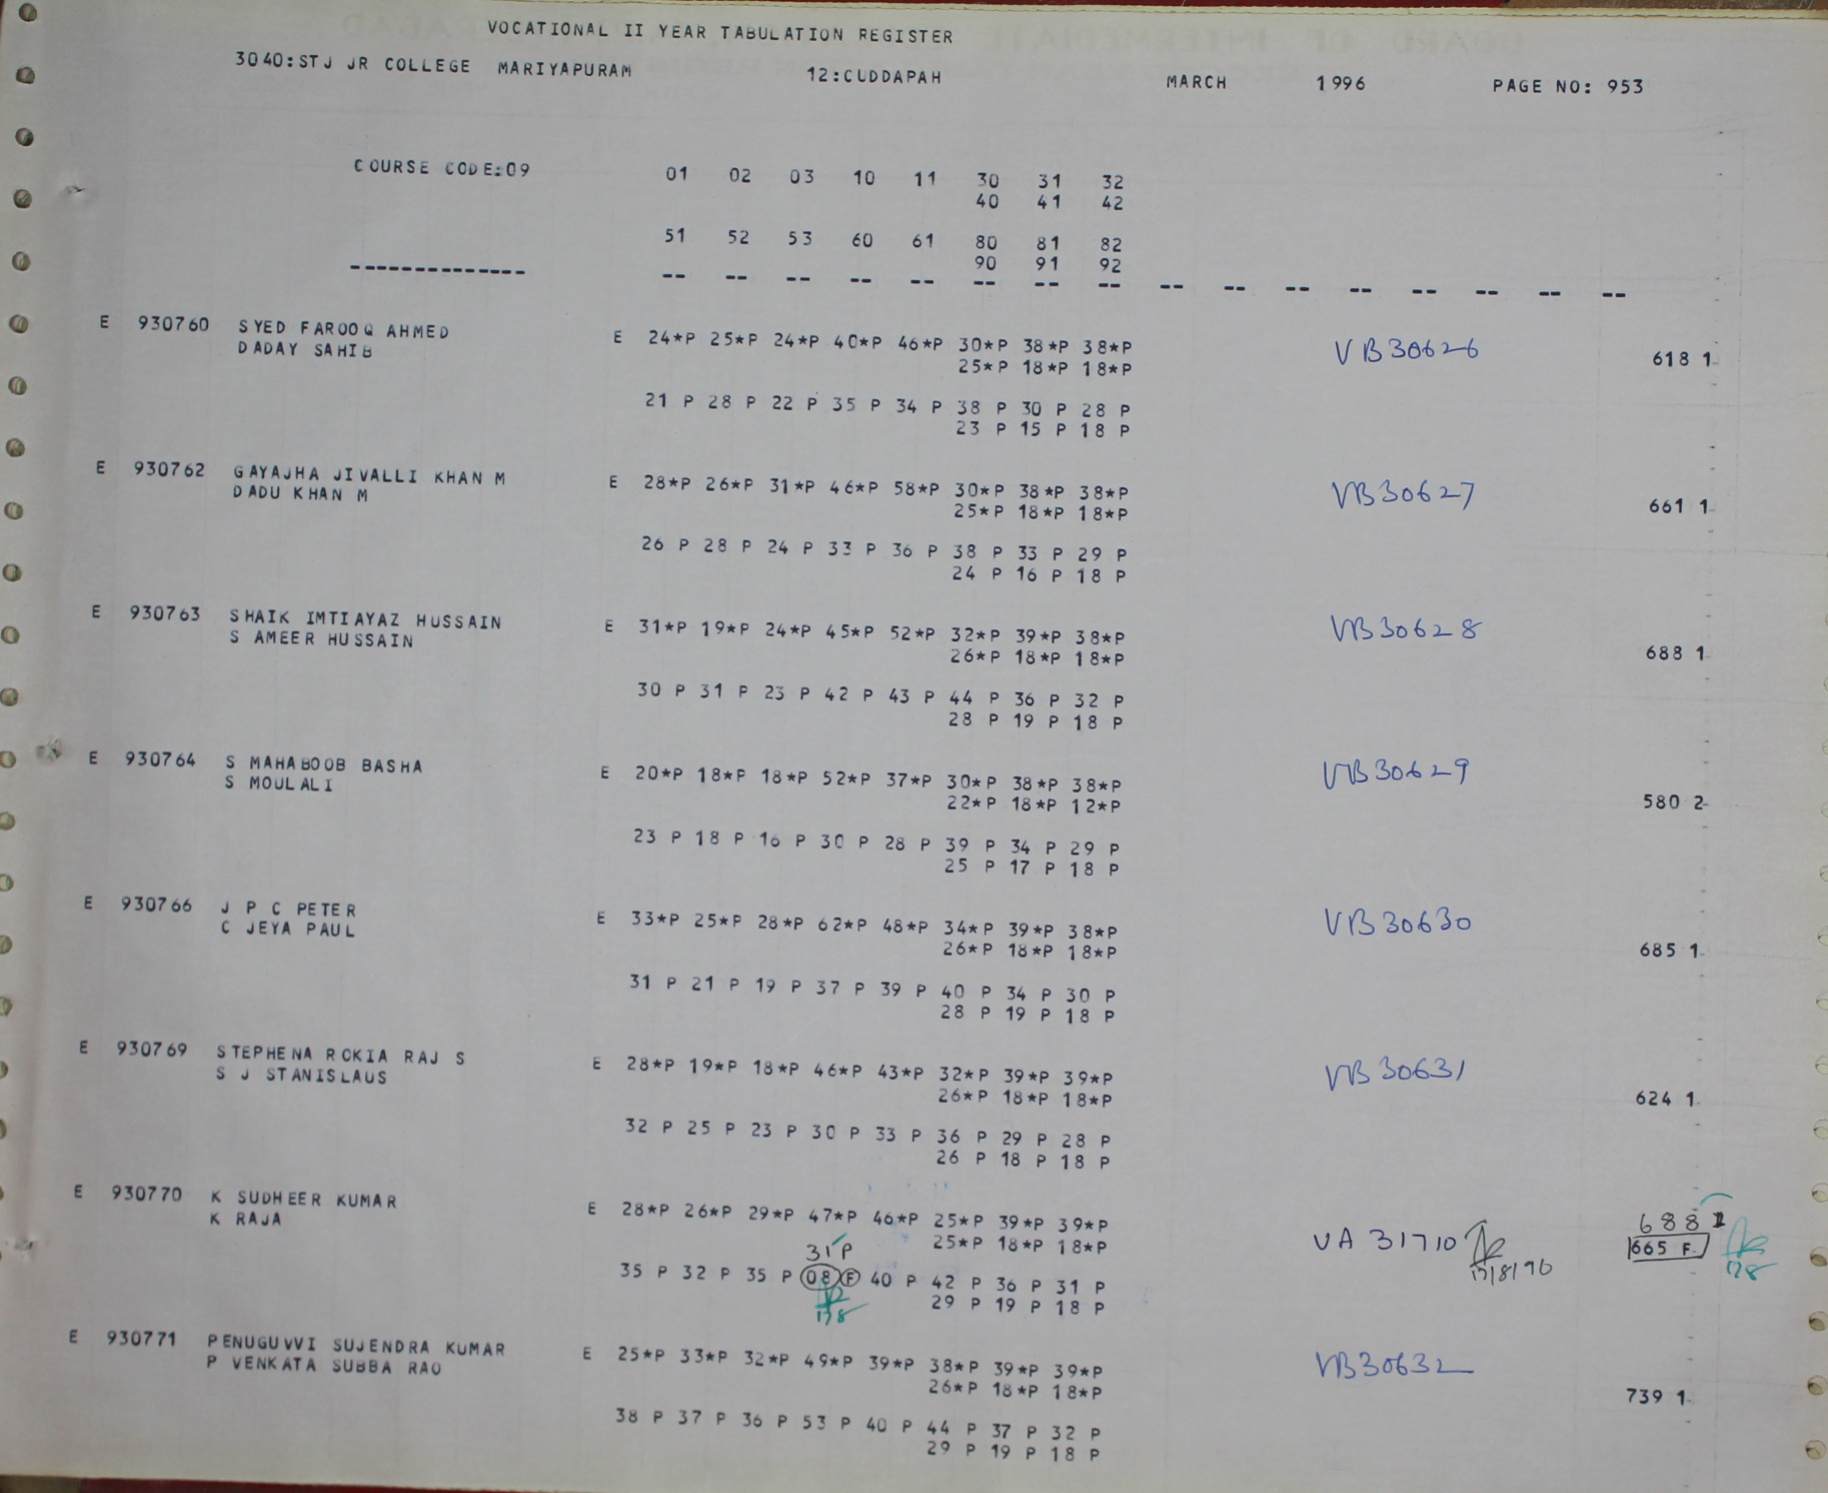 VOCATIONAL II YEAR TABULATION REGISTER
3040:STJ JR COLLEGE MARIYAPURAM 12:CUDDAPAH MARCH 1996 PAGE NO: 953
COURSE CODE:09 01 02 03 10 11 30 31 32
40 41 42
51 52 53 60 61 80 81 82
90 91 92
-------------- -- -- -- -- -- -- -- -- -- -- -- -- -- -- -- --
E 930760 SYED FAROOQ AHMED E 24*P 25*P 24*P 40*P 46*P 30*P 38*P 38*P VB30626 618 1
DADAY SAHIB 25*P 18*P 18*P
21 P 28 P 22 P 35 P 34 P 38 P 30 P 28 P
23 P 15 P 18 P
E 930762 GAYAJHA JIVALLI KHAN M E 28*P 26*P 31*P 46*P 58*P 30*P 38*P 38*P VB30627 661 1
DADU KHAN M 25*P 18*P 18*P
26 P 28 P 24 P 33 P 36 P 38 P 33 P 29 P
24 P 16 P 18 P
E 930763 SHAIK IMTIAYAZ HUSSAIN E 31*P 19*P 24*P 45*P 52*P 32*P 39*P 38*P VB30628 688 1
S AMEER HUSSAIN 26*P 18*P 18*P
30 P 31 P 23 P 42 P 43 P 44 P 36 P 32 P
28 P 19 P 18 P
E 930764 S MAHABOOB BASHA E 20*P 18*P 18*P 52*P 37*P 30*P 38*P 38*P VB30629 580 2
S MOULALI 22*P 18*P 12*P
23 P 18 P 16 P 30 P 28 P 39 P 34 P 29 P
25 P 17 P 18 P
E 930766 J P C PETER E 33*P 25*P 28*P 62*P 48*P 34*P 39*P 38*P VB30630 685 1
C JEYA PAUL 26*P 18*P 18*P
31 P 21 P 19 P 37 P 39 P 40 P 34 P 30 P
28 P 19 P 18 P
E 930769 STEPHENA ROKIA RAJ S E 28*P 19*P 18*P 46*P 43*P 32*P 39*P 39*P VB30631 624 1
S J STANISLAUS 26*P 18*P 18*P
32 P 25 P 23 P 30 P 33 P 36 P 29 P 28 P
26 P 18 P 18 P
E 930770 K SUDHEER KUMAR E 28*P 26*P 29*P 47*P 46*P 25*P 39*P 39*P VA 31710 688 1
K RAJA 25*P 18*P 18*P 665 F
31 P
35 P 32 P 35 P 08 F 40 P 42 P 36 P 31 P
29 P 19 P 18 P
E 930771 PENUGUVVI SUJENDRA KUMAR E 25*P 33*P 32*P 49*P 39*P 38*P 39*P 39*P VB30632 739 1
P VENKATA SUBBA RAO 26*P 18*P 18*P
38 P 37 P 36 P 53 P 40 P 44 P 37 P 32 P
29 P 19 P 18 P